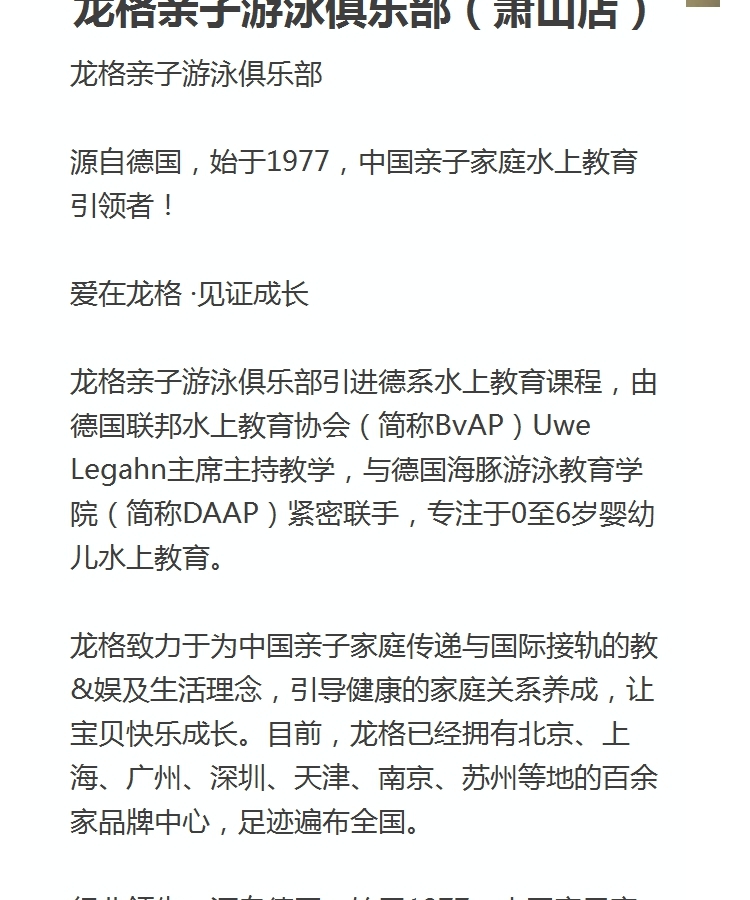 龙格亲子游泳俱乐部（萧山店）
龙格亲子游泳俱乐部
源自德国，始于1977，中国亲子家庭水上教育
引领者！
爱在龙格 ·见证成长
龙格亲子游泳俱乐部引进德系水上教育课程，由
德国联邦水上教育协会（简称BvAP）Uwe
Legahn主席主持教学，与德国海豚游泳教育学
院（简称DAAP）紧密联手，专注于0至6岁婴幼
儿水上教育。
龙格致力于为中国亲子家庭传递与国际接轨的教
&娱及生活理念，引导健康的家庭关系养成，让
宝贝快乐成长。目前，龙格已经拥有北京、上
海、广州、深圳、天津、南京、苏州等地的百余
家品牌中心，足迹遍布全国。